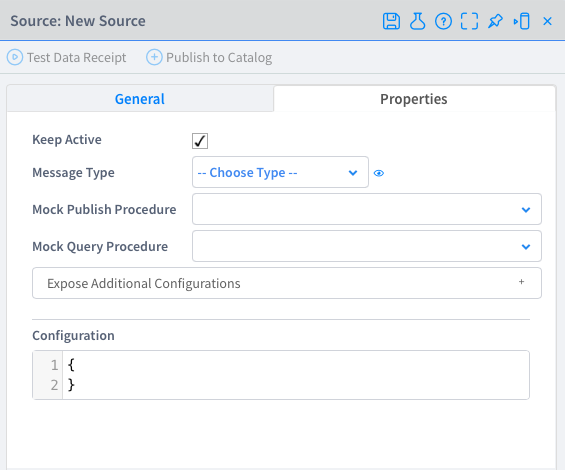 Source: New Source
Test Data Receipt Publish to Catalog
General Properties
Keep Active
Message Type -- Choose Type --
Mock Publish Procedure
Mock Query Procedure
Expose Additional Configurations +
Configuration
1 {
2 }